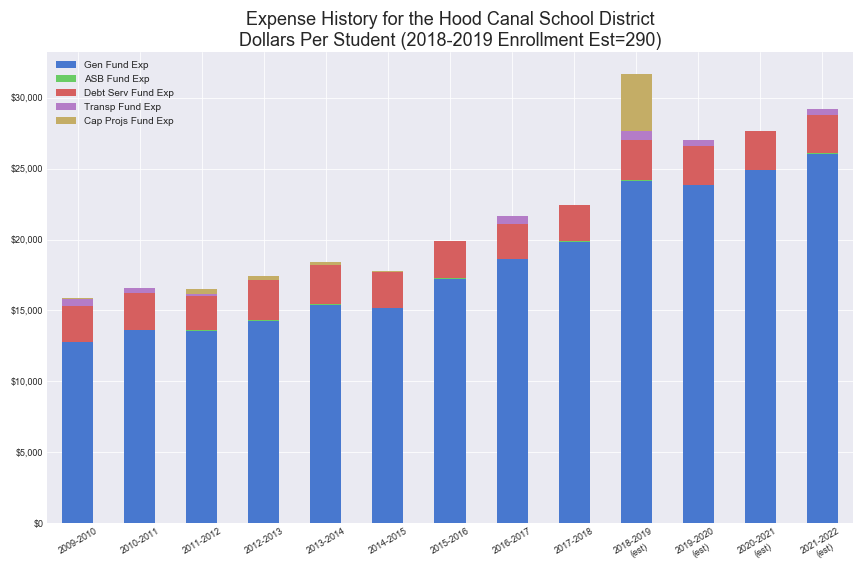 Expense History for the Hood Canal School District
Dollars Per Student (2018-2019 Enrollment Est=290)
Gen Fund Exp
ASB Fund Exp
Debt Serv Fund Exp
Transp Fund Exp
Cap Projs Fund Exp
$30,000
$25,000
$20,000
$15,000
$10,000
$5,000
$0
2009-2010
2010-2011
2011-2012
2012-2013
2013-2014
2014-2015
2015-2016
2016-2017
2017-2018
2018-2019
(est)
2019-2020
(est)
2020-2021
(est)
2021-2022
(est)